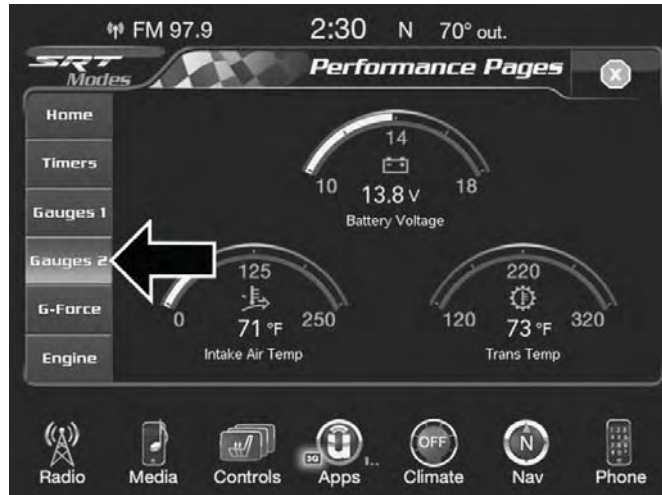 FM 97.9 2:30 N 70° out.
SRT Performance Pages X
Modes
Home
Timers
Gauges 1
Gauges 2
G-Force
Engine
14
10 13.8 v 18
Battery Voltage
125
0 71 °F 250
Intake Air Temp
220
120 73 °F 320
Trans Temp
OFF N
3G
Radio Media Controls Apps Climate Nav Phone